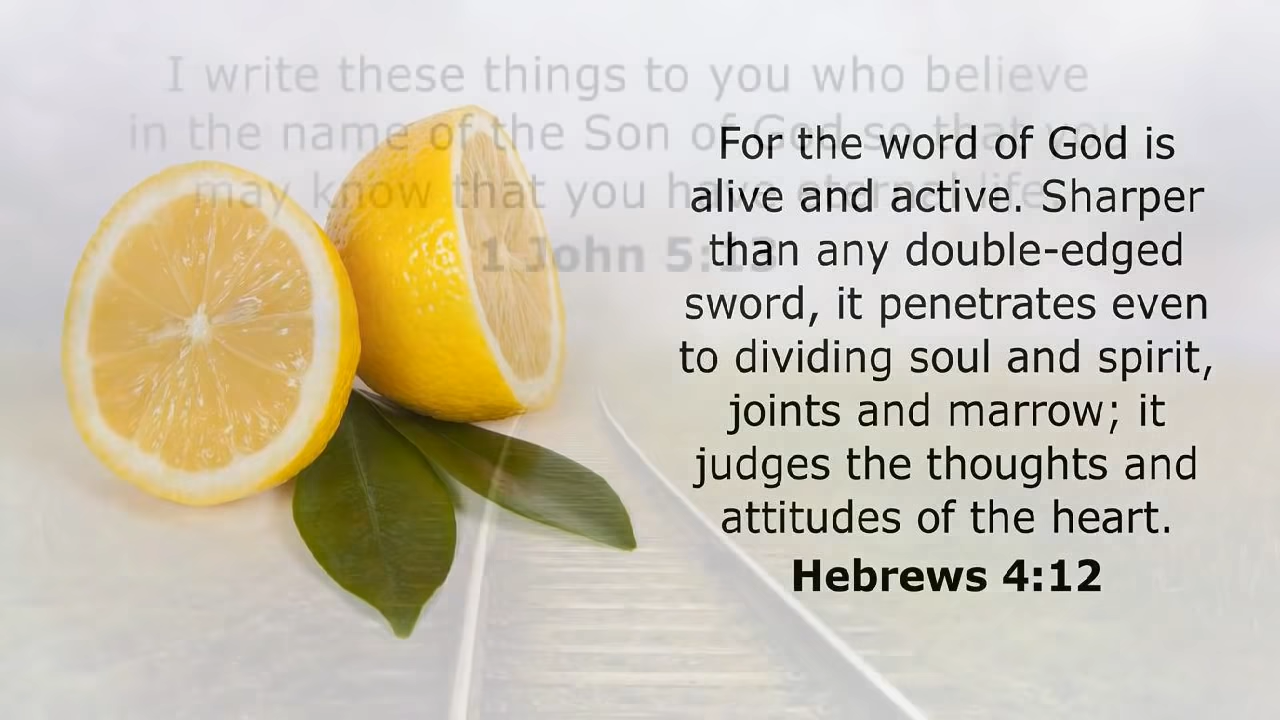 I write these things to you who believe
in the name of the Son of God so that you
may know that you have eternal life
1 John 5:13
For the word of God is
alive and active. Sharper
than any double-edged
sword, it penetrates even
to dividing soul and spirit,
joints and marrow; it
judges the thoughts and
attitudes of the heart.
Hebrews 4:12